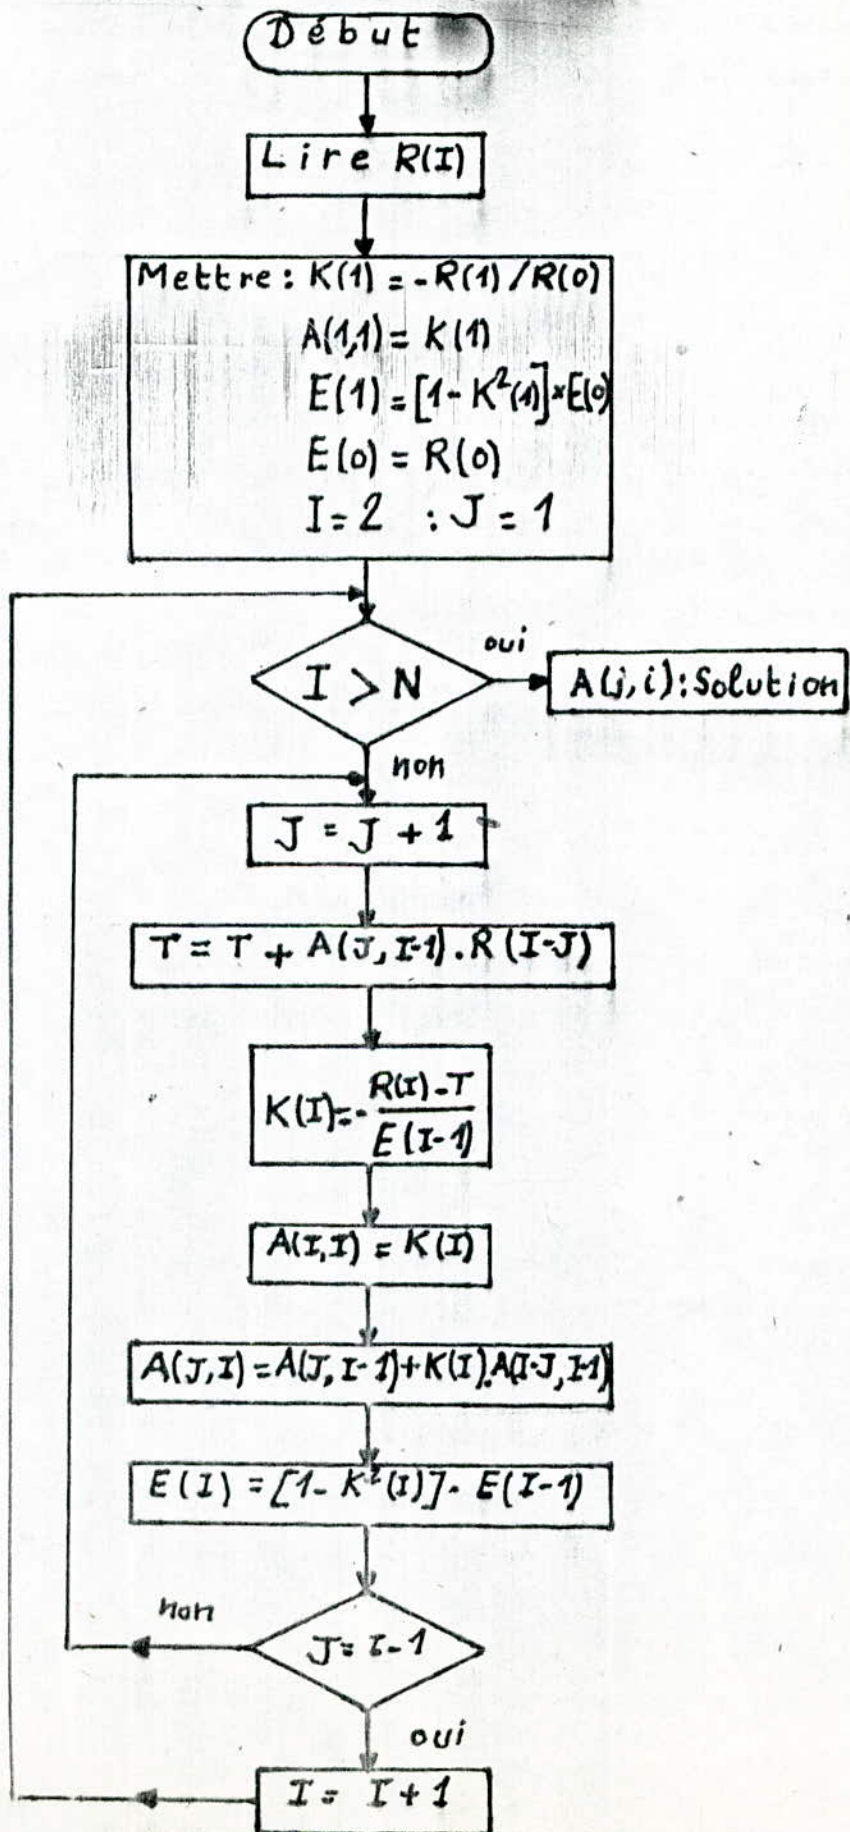 Début
Lire R(I)
Mettre: K(1) = -R(1) /R(0)
A(1,1) = K(1)
E(1) = [1- K²(1)]×E(0)
E(0) = R(0)
I = 2 : J = 1
I > N
oui
A(j,i):Solution
non
J = J + 1
T = T + A(J, I-1).R(I-J)
K(I)=- R(I)-T / E(I-1)
A(I,I) = K(I)
A(J,I) = A(J,I-1)+K(I).A(I-J,I-1)
E(I) = [1- K²(I)]. E(I-1)
non
J = I-1
oui
I = I + 1